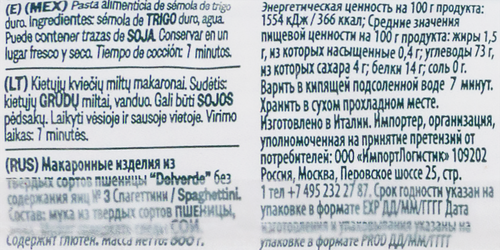 (E) (MEX) Pasta alimenticia de sémola de trigo
duro. Ingredientes: sémola de TRIGO duro, agua.
Puede contener trazas de SOJA. Conservar en un
lugar fresco y seco. Tiempo de cocción: 7 minutos.
(LT) Kietųjų kviečių miltų makaronai. Sudėtis:
kietųjų GRŪDŲ miltai, vanduo. Gali būti SOJOS
pėdsakų. Laikyti vėsioje ir sausoje vietoje. Virimo
laikas: 7 minutės.
(RUS) Макаронные изделия из
твердых сортов пшеницы "Delverde" без
содержания яиц № 3 Спагеттини / Spaghettini.
Состав: мука из твердых сортов ПШЕНИЦЫ,
СОИ
Содержит глютен. Масса нетто: 500 г.
Энергетическая ценность на 100 г продукта:
1554 кДж / 366 ккал; Средние значения
пищевой ценности на 100 г продукта: жиры 1,5
г, из которых насыщенные 0,4 г; углеводы 73 г,
из которых сахара 4 г; белки 14 г; соль 0 г.
Варить в кипящей подсоленной воде 7 минут.
Хранить в сухом прохладном месте.
Изготовлено в Италии. Импортер, организация,
уполномоченная на принятие претензий от
потребителей: ООО «ИмпортЛогистик» 109202
Россия, Москва, Перовское шоссе 25, стр.
1 тел +7 495 232 27 87. Срок годности указан на
упаковке в формате EXP ДД/ММ/ГГГГ Дата
изготовления и упаковывания указаны на
упаковке в формате PROD ДД/ММ/ГГГГ